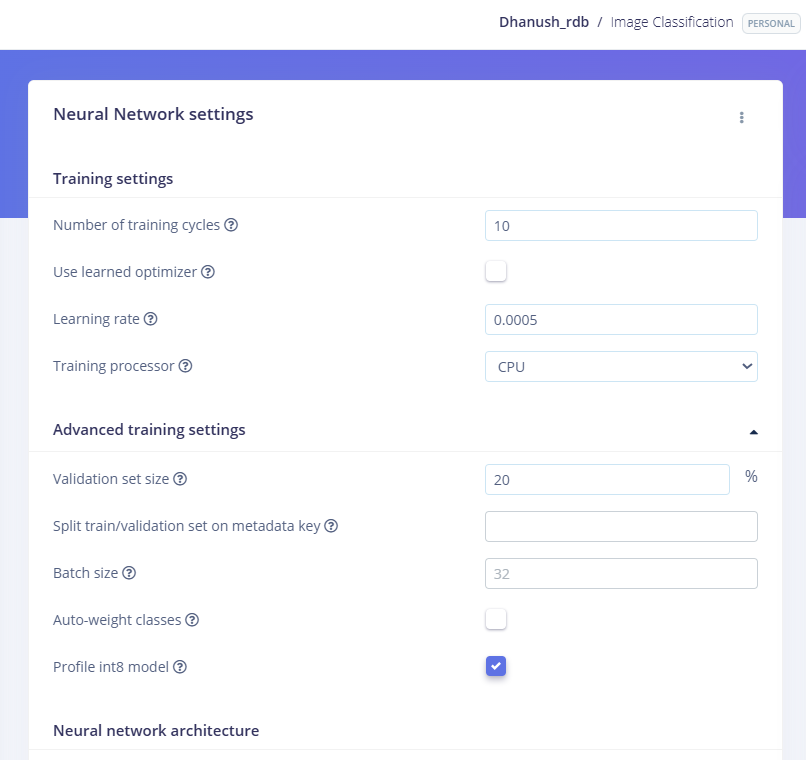 Dhanush_rdb / Image Classification PERSONAL
Neural Network settings
Training settings
Number of training cycles ? 10
Use learned optimizer ?
Learning rate ? 0.0005
Training processor ? CPU
Advanced training settings
Validation set size ? 20 %
Split train/validation set on metadata key ?
Batch size ? 32
Auto-weight classes ?
Profile int8 model ?
Neural network architecture